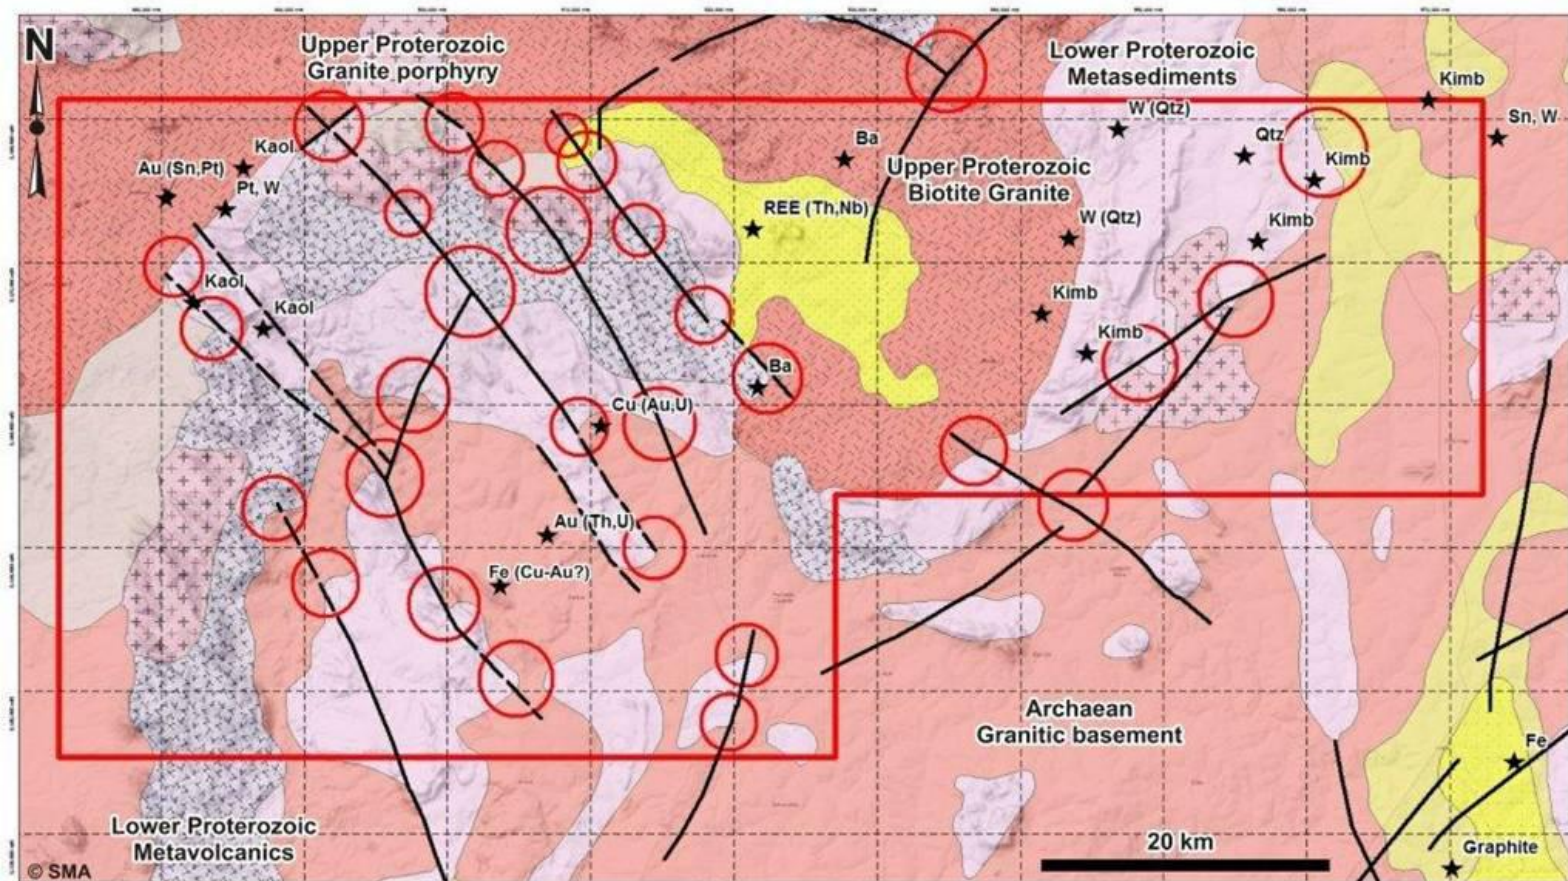 N
Upper Proterozoic
Granite porphyry
Lower Proterozoic
Metasediments
Kimb
W (Qtz)
Sn, W
Kaol
Ba
Qtz
Au (Sn,Pt)
Upper Proterozoic
Biotite Granite
Kimb
Pt, W
REE (Th,Nb)
W (Qtz)
Kimb
Kaol
Kaol
Kimb
Kimb
Ba
Cu (Au,U)
Au (Th,U)
Fe (Cu-Au?)
Archaean
Granitic basement
Fe
Lower Proterozoic
Metavolcanics
20 km
Graphite
© SMA